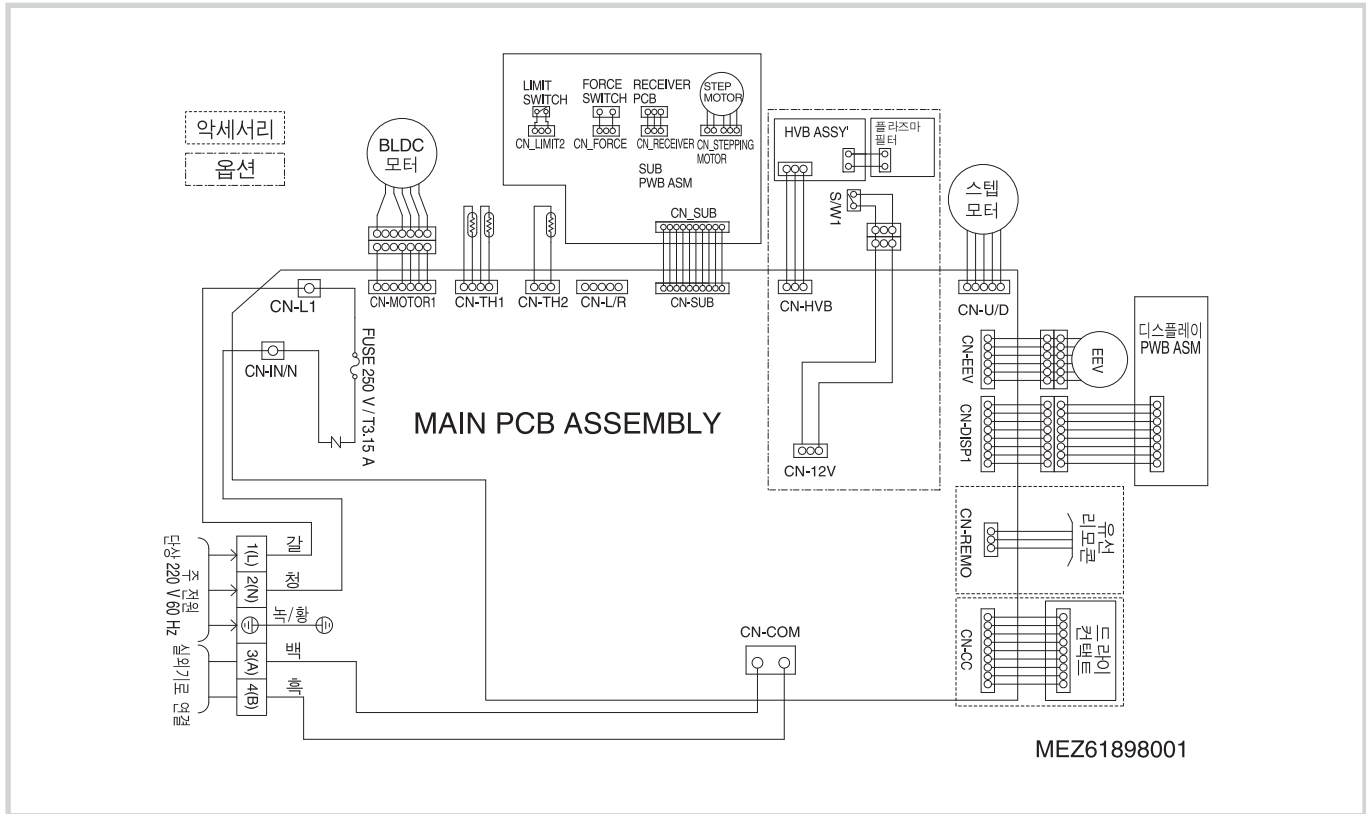 악세서리
옵션
BLDC
모터
LIMIT
SWITCH
FORCE
SWITCH
RECEIVER
PCB
STEP
MOTOR
CN_LIMIT2
CN_FORCE
CN_RECEIVER
CN_STEPPING
MOTOR
SUB
PWB ASM
CN_SUB
HVB ASSY'
플라즈마
필터
S/W1
스텝
모터
CN-L1
CN-MOTOR1
CN-TH1
CN-TH2
CN-L/R
CN-SUB
CN-HVB
CN-U/D
CN-IN/N
FUSE 250 V / T3.15 A
MAIN PCB ASSEMBLY
CN-12V
CN-EEV
EEV
디스플레이
PWB ASM
CN-DISP1
CN-REMO
유선
리모콘
CN-CC
드라이
컨택트
주 전원
단상 220 V 60 Hz
1(L)
갈
2(N)
청
녹/황
3(A)
백
4(B)
흑
실외기로 연결
CN-COM
MEZ61898001